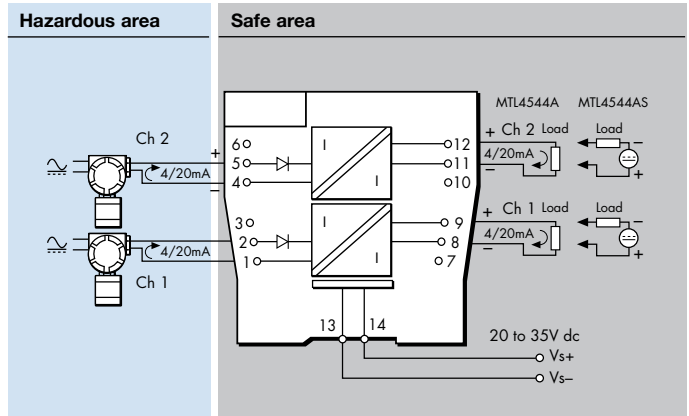 Hazardous area
Safe area
MTL4544A
MTL4544AS
Ch 2
+
4/20mA
–
6
5
4
I
I
12
11
10
+ Ch 2 Load
4/20mA
–
Load
–
+
Ch 1
4/20mA
3
2
1
I
I
9
8
7
+ Ch 1 Load
4/20mA
–
Load
–
+
13
14
20 to 35V dc
Vs+
Vs–